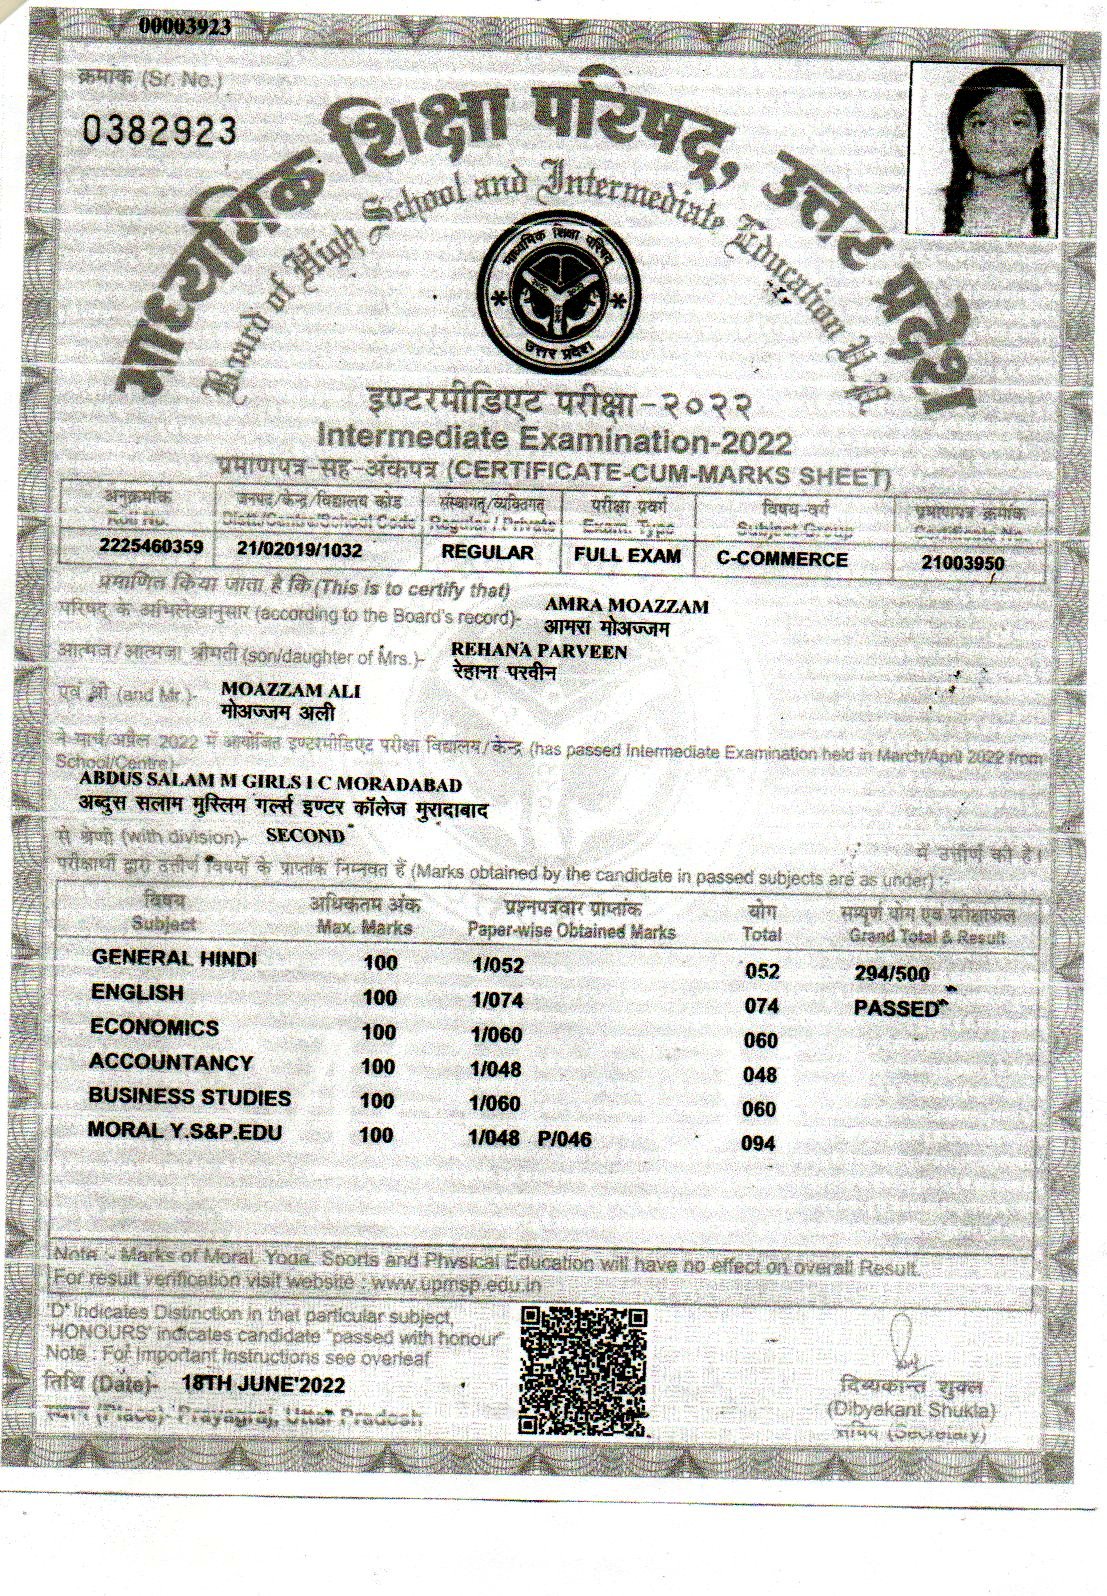 00003923
क्रमांक (Sr. No.)
0382923
माध्यमिक शिक्षा परिषद्, उत्तर प्रदेश
Board of High School and Intermediate Education U.P.
माध्यमिक शिक्षा परिषद्
उत्तर प्रदेश
इण्टरमीडिएट परीक्षा-२०२२
Intermediate Examination-2022
प्रमाणपत्र-सह-अंकपत्र (CERTIFICATE-CUM-MARKS SHEET)
अनुक्रमांक जनपद/केन्द्र/विद्यालय कोड संस्थागत/व्यक्तिगत परीक्षा प्रवर्ग विषय-वर्ग प्रमाणपत्र क्रमांक
Roll No. Distt/Centre/School Code Regular / Private Exam. Type Subject Group Certificate No.
2225460359 21/02019/1032 REGULAR FULL EXAM C-COMMERCE 21003950
प्रमाणित किया जाता है कि (This is to certify that)
परिषद् के अभिलेखानुसार (according to the Board's record)- AMRA MOAZZAM
आमरा मोअज्जम
आत्मज/आत्मजा श्रीमती (son/daughter of Mrs.)- REHANA PARVEEN
रेहाना परवीन
एवं श्री (and Mr.)- MOAZZAM ALI
मोअज्जम अली
ने मार्च/अप्रैल 2022 में आयोजित इण्टरमीडिएट परीक्षा विद्यालय/केन्द्र (has passed Intermediate Examination held in March/April 2022 from
School/Centre)-
ABDUS SALAM M GIRLS I C MORADABAD
अब्दुस सलाम मुस्लिम गर्ल्स इण्टर कॉलेज मुरादाबाद
से श्रेणी (with division)- SECOND में उत्तीर्ण की है।
परीक्षार्थी द्वारा उत्तीर्ण विषयों के प्राप्तांक निम्नवत हैं (Marks obtained by the candidate in passed subjects are as under) :-
विषय अधिकतम अंक प्रश्नपत्रवार प्राप्तांक योग सम्पूर्ण योग एवं परीक्षाफल
Subject Max. Marks Paper-wise Obtained Marks Total Grand Total & Result
GENERAL HINDI 100 1/052 052 294/500
ENGLISH 100 1/074 074 PASSED
ECONOMICS 100 1/060 060
ACCOUNTANCY 100 1/048 048
BUSINESS STUDIES 100 1/060 060
MORAL Y.S&P.EDU 100 1/048 P/046 094
Note :- Marks of Moral, Yoga, Sports and Physical Education will have no effect on overall Result.
For result verification visit website : www.upmsp.edu.in
'D' Indicates Distinction in that particular subject,
'HONOURS' indicates candidate "passed with honour"
Note : For Important Instructions see overleaf
तिथि (Date)- 18TH JUNE'2022
स्थान (Place)- Prayagraj, Uttar Pradesh
दिव्यकान्त शुक्ल
(Dibyakant Shukla)
सचिव (Secretary)